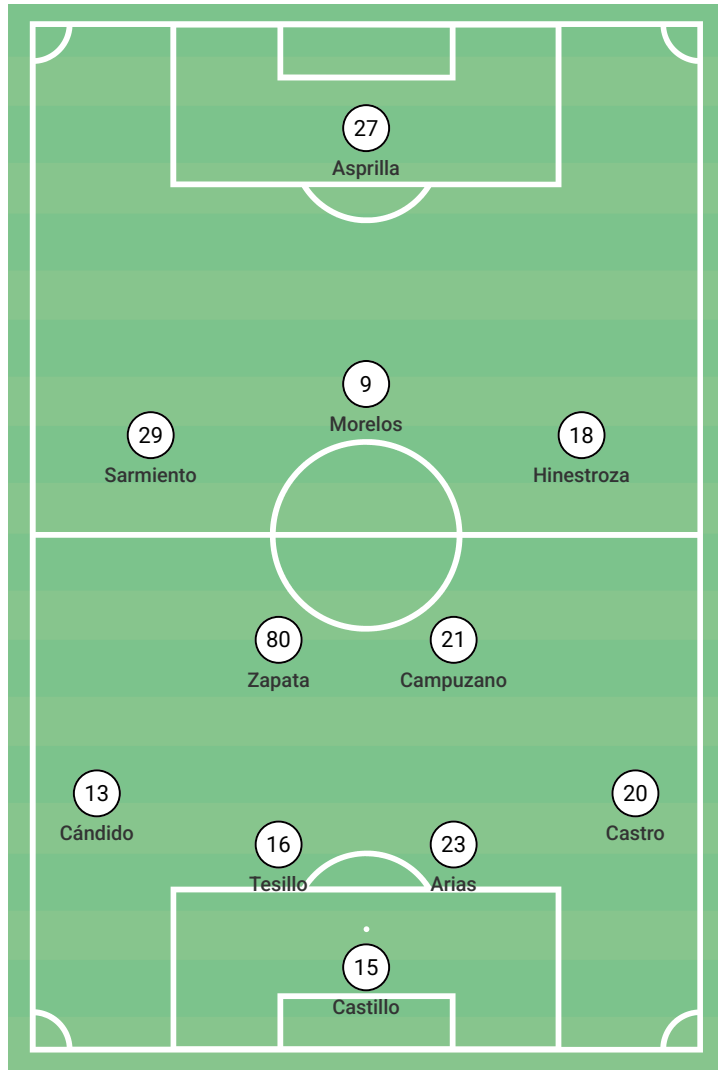 27
Asprilla
9
Morelos
29
Sarmiento
18
Hinestroza
80
Zapata
21
Campuzano
13
Cándido
20
Castro
16
Tesillo
23
Arias
15
Castillo